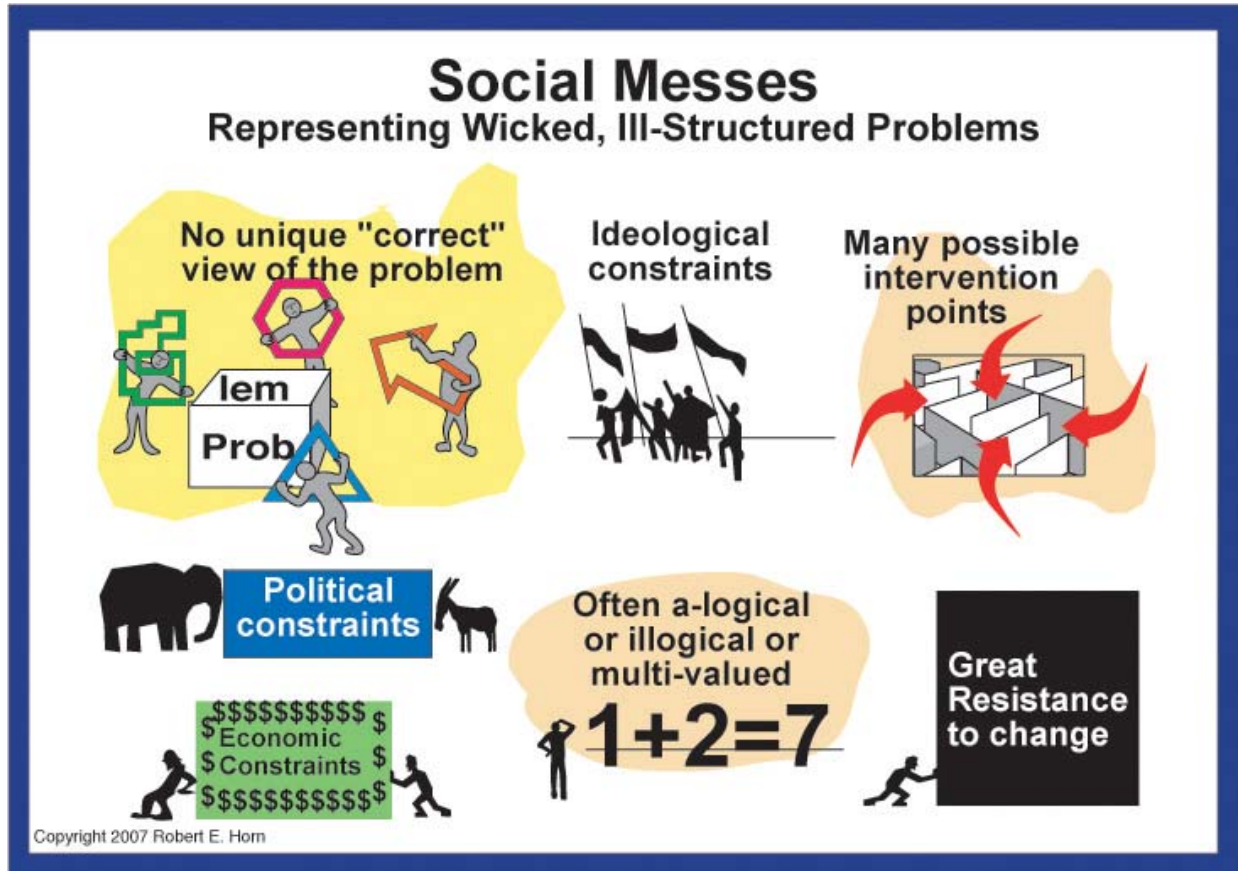 Social Messes
Representing Wicked, Ill-Structured Problems
No unique "correct"
view of the problem
lem
Prob
Ideological
constraints
Many possible
intervention
points
Political
constraints
Often a-logical
or illogical or
multi-valued
1+2=7
Great
Resistance
to change
$$$$$$$$$$
$ Economic $
$ Constraints $
$$$$$$$$$$$
Copyright 2007 Robert E. Horn